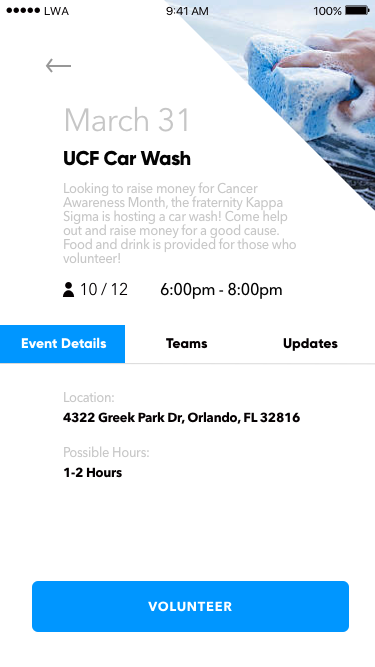 LWA 9:41 AM 100%
March 31
UCF Car Wash
Looking to raise money for Cancer
Awareness Month, the fraternity Kappa
Sigma is hosting a car wash! Come help
out and raise money for a good cause.
Food and drink is provided for those who
volunteer!
10 / 12 6:00pm - 8:00pm
Event Details Teams Updates
Location:
4322 Greek Park Dr, Orlando, FL 32816
Possible Hours:
1-2 Hours
VOLUNTEER